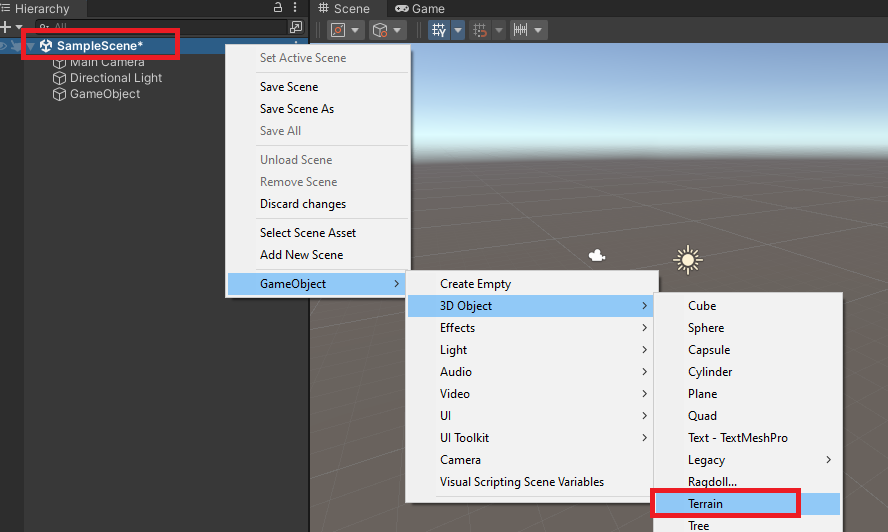 Hierarchy
Scene
Game
All
SampleScene*
Main Camera
Directional Light
GameObject
Set Active Scene
Save Scene
Save Scene As
Save All
Unload Scene
Remove Scene
Discard changes
Select Scene Asset
Add New Scene
GameObject
Create Empty
3D Object
Effects
Light
Audio
Video
UI
UI Toolkit
Camera
Visual Scripting Scene Variables
Cube
Sphere
Capsule
Cylinder
Plane
Quad
Text - TextMeshPro
Legacy
Ragdoll...
Terrain
Tree